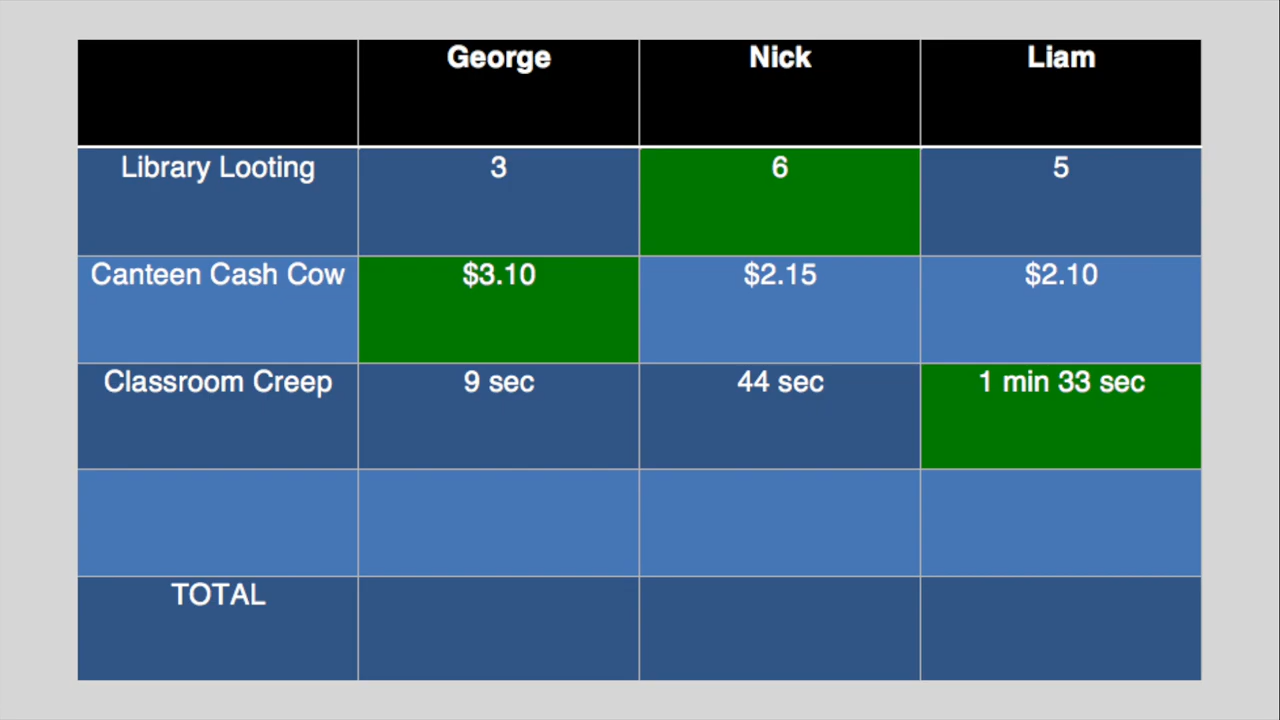 George Nick Liam
Library Looting 3 6 5
Canteen Cash Cow $3.10 $2.15 $2.10
Classroom Creep 9 sec 44 sec 1 min 33 sec
TOTAL